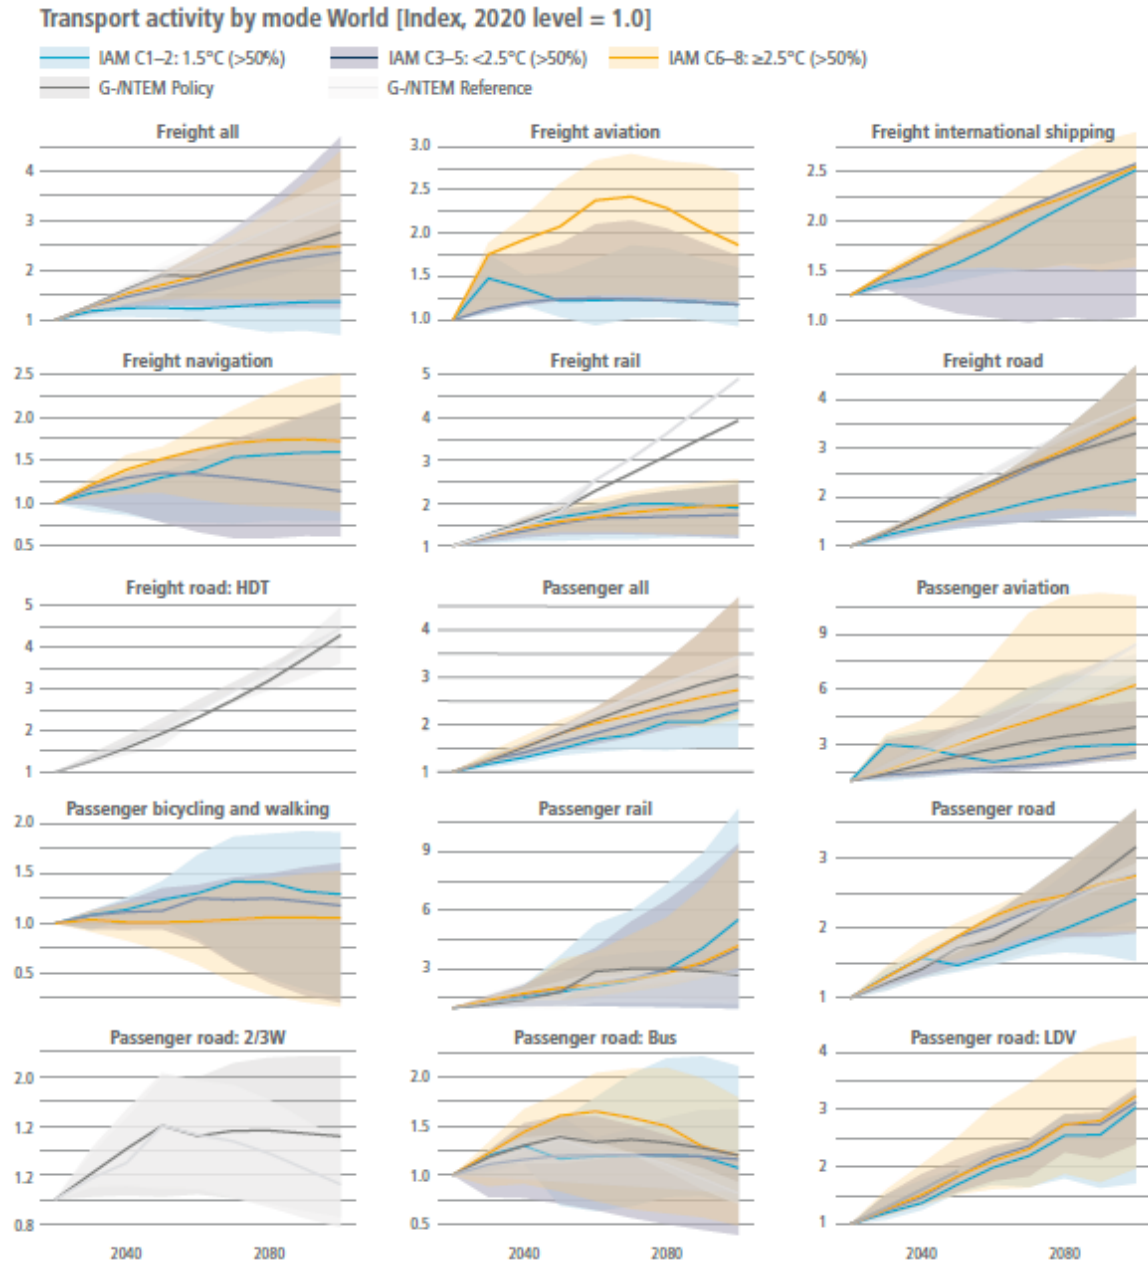 Transport activity by mode World [Index, 2020 level = 1.0]
IAM C1–2: 1.5°C (>50%) IAM C3–5: <2.5°C (>50%) IAM C6–8: ≥2.5°C (>50%)
G-/NTEM Policy G-/NTEM Reference
Freight all Freight aviation Freight international shipping
4 3.0 2.5
3 2.5 2.0
2 2.0 1.5
1 1.5 1.0
1.0
Freight navigation Freight rail Freight road
2.5 5 4
2.0 4 3
1.5 3 2
1.0 2 1
0.5 1
Freight road: HDT Passenger all Passenger aviation
5 4 9
4 3 6
3 2 3
2 1
1
Passenger bicycling and walking Passenger rail Passenger road
2.0 9 3
1.5 6 2
1.0 3 1
0.5
Passenger road: 2/3W Passenger road: Bus Passenger road: LDV
2.0 2.0 4
1.2 1.5 3
1.2 1.0 2
0.8 0.5 1
2040 2080 2040 2080 2040 2080